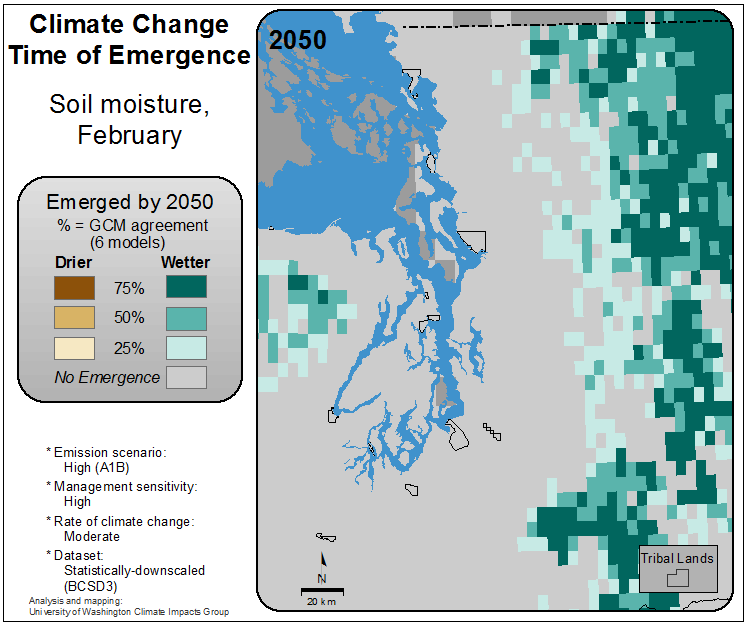 Climate Change
Time of Emergence
Soil moisture,
February
Emerged by 2050
% = GCM agreement
(6 models)
Drier Wetter
75%
50%
25%
No Emergence
* Emission scenario:
High (A1B)
* Management sensitivity:
High
* Rate of climate change:
Moderate
* Dataset:
Statistically-downscaled
(BCSD3)
Analysis and mapping:
University of Washington Climate Impacts Group
2050
N
20 km
Tribal Lands